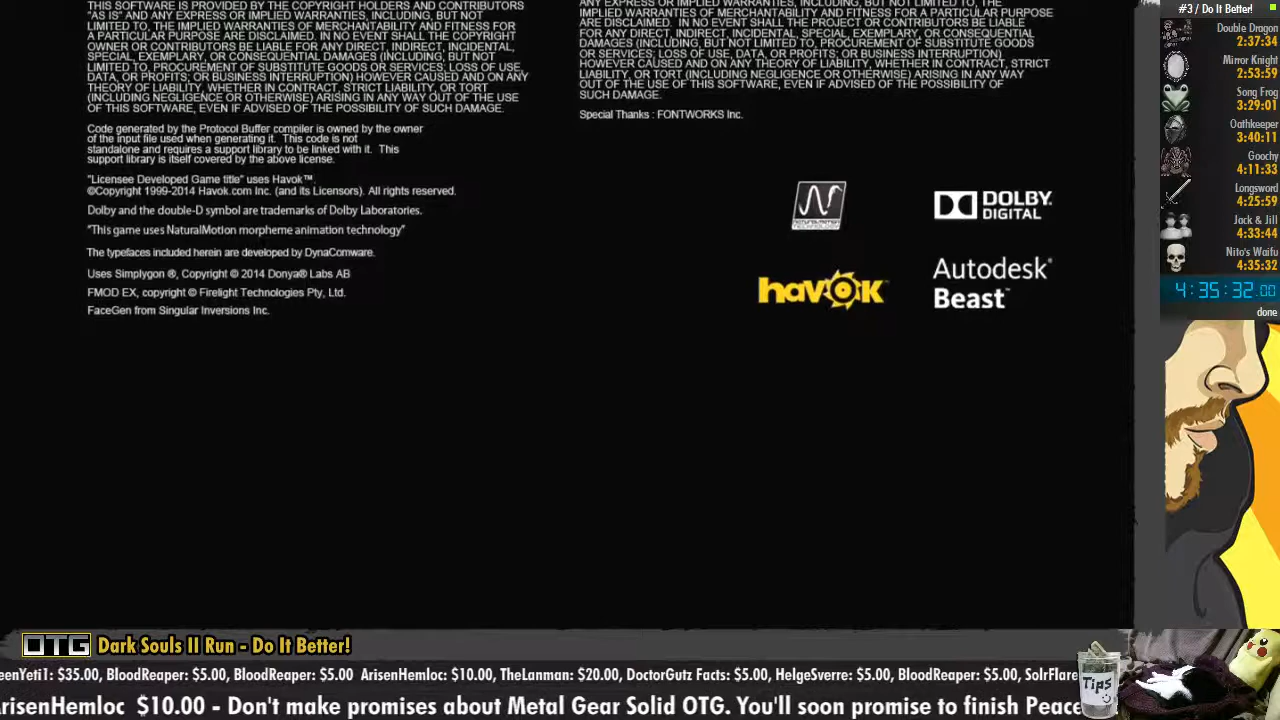 THIS SOFTWARE IS PROVIDED BY THE COPYRIGHT HOLDERS AND CONTRIBUTORS
"AS IS" AND ANY EXPRESS OR IMPLIED WARRANTIES, INCLUDING, BUT NOT
LIMITED TO, THE IMPLIED WARRANTIES OF MERCHANTABILITY AND FITNESS FOR
A PARTICULAR PURPOSE ARE DISCLAIMED. IN NO EVENT SHALL THE COPYRIGHT
OWNER OR CONTRIBUTORS BE LIABLE FOR ANY DIRECT, INDIRECT, INCIDENTAL,
SPECIAL, EXEMPLARY, OR CONSEQUENTIAL DAMAGES (INCLUDING, BUT NOT
LIMITED TO, PROCUREMENT OF SUBSTITUTE GOODS OR SERVICES; LOSS OF USE,
DATA, OR PROFITS; OR BUSINESS INTERRUPTION) HOWEVER CAUSED AND ON ANY
THEORY OF LIABILITY, WHETHER IN CONTRACT, STRICT LIABILITY, OR TORT
(INCLUDING NEGLIGENCE OR OTHERWISE) ARISING IN ANY WAY OUT OF THE USE
OF THIS SOFTWARE, EVEN IF ADVISED OF THE POSSIBILITY OF SUCH DAMAGE.
Code generated by the Protocol Buffer compiler is owned by the owner
of the input file used when generating it. This code is not
standalone and requires a support library to be linked with it. This
support library is itself covered by the above license.
"Licensee Developed Game title" uses Havok™.
©Copyright 1999-2014 Havok.com Inc. (and its Licensors). All rights reserved.
Dolby and the double-D symbol are trademarks of Dolby Laboratories.
"This game uses NaturalMotion morpheme animation technology"
The typefaces included herein are developed by DynaComware.
Uses Simplygon ®, Copyright © 2014 Donya® Labs AB
FMOD EX, copyright © Firelight Technologies Pty, Ltd.
FaceGen from Singular Inversions Inc.
ANY EXPRESS OR IMPLIED WARRANTIES, INCLUDING, BUT NOT LIMITED TO, THE
IMPLIED WARRANTIES OF MERCHANTABILITY AND FITNESS FOR A PARTICULAR PURPOSE
ARE DISCLAIMED. IN NO EVENT SHALL THE PROJECT OR CONTRIBUTORS BE LIABLE
FOR ANY DIRECT, INDIRECT, INCIDENTAL, SPECIAL, EXEMPLARY, OR CONSEQUENTIAL
DAMAGES (INCLUDING, BUT NOT LIMITED TO, PROCUREMENT OF SUBSTITUTE GOODS
OR SERVICES; LOSS OF USE, DATA, OR PROFITS; OR BUSINESS INTERRUPTION)
HOWEVER CAUSED AND ON ANY THEORY OF LIABILITY, WHETHER IN CONTRACT, STRICT
LIABILITY, OR TORT (INCLUDING NEGLIGENCE OR OTHERWISE) ARISING IN ANY WAY
OUT OF THE USE OF THIS SOFTWARE, EVEN IF ADVISED OF THE POSSIBILITY OF
SUCH DAMAGE.
Special Thanks : FONTWORKS Inc.
NATURALMOTION
TECHNOLOGY
DOLBY
DIGITAL
havok
Autodesk®
Beast™
#3 / Do It Better!
Double Dragon
2:37:34
Mirror Knight
2:53:59
Song Frog
3:29:01
Oathkeeper
3:40:11
Goochy
4:11:33
Longsword
4:25:59
Jack & Jill
4:33:44
Nito's Waifu
4:35:32
4:35:32.00
done
OTG Dark Souls II Run - Do It Better!
eenYeti1: $35.00, BloodReaper: $5.00, BloodReaper: $5.00 ArisenHemloc: $10.00, TheLanman: $20.00, DoctorGutz Facts: $5.00, HelgeSverre: $5.00, BloodReaper: $5.00, SolrFlare
ArisenHemloc $10.00 - Don't make promises about Metal Gear Solid OTG. You'll soon promise to finish Peace
Tips